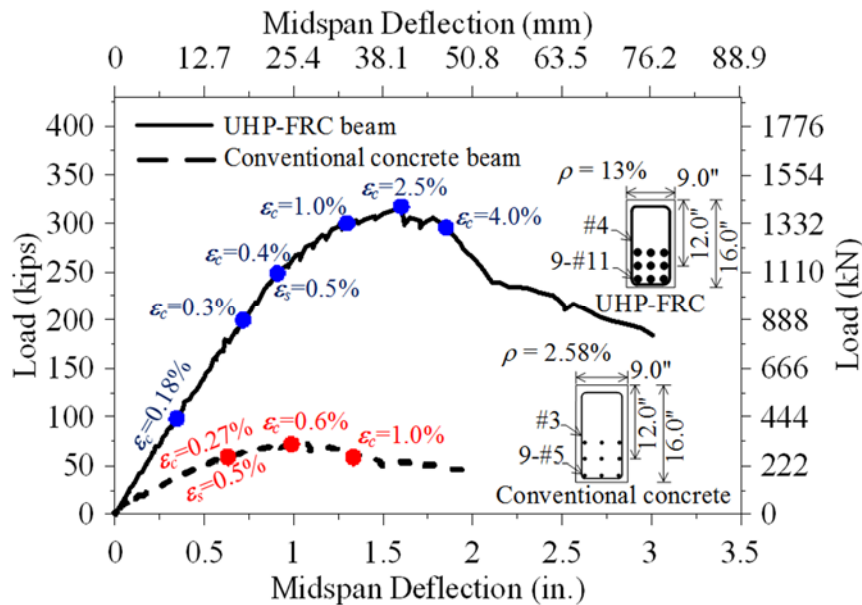 Midspan Deflection (mm)
0 12.7 25.4 38.1 50.8 63.5 76.2 88.9
400
350
300
250
200
150
100
50
0
Load (kips)
UHP-FRC beam
Conventional concrete beam
εc=0.18%
εc=0.3%
εc=0.4%
εs=0.5%
εc=1.0%
εc=2.5%
εc=4.0%
εc=0.27%
εs=0.5%
εc=0.6%
εc=1.0%
ρ = 13%
9.0"
#4
9-#11
12.0"
16.0"
UHP-FRC
ρ = 2.58%
9.0"
#3
9-#5
12.0"
16.0"
Conventional concrete
1776
1554
1332
1110
888
666
444
222
0
Load (kN)
0 0.5 1 1.5 2 2.5 3 3.5
Midspan Deflection (in.)